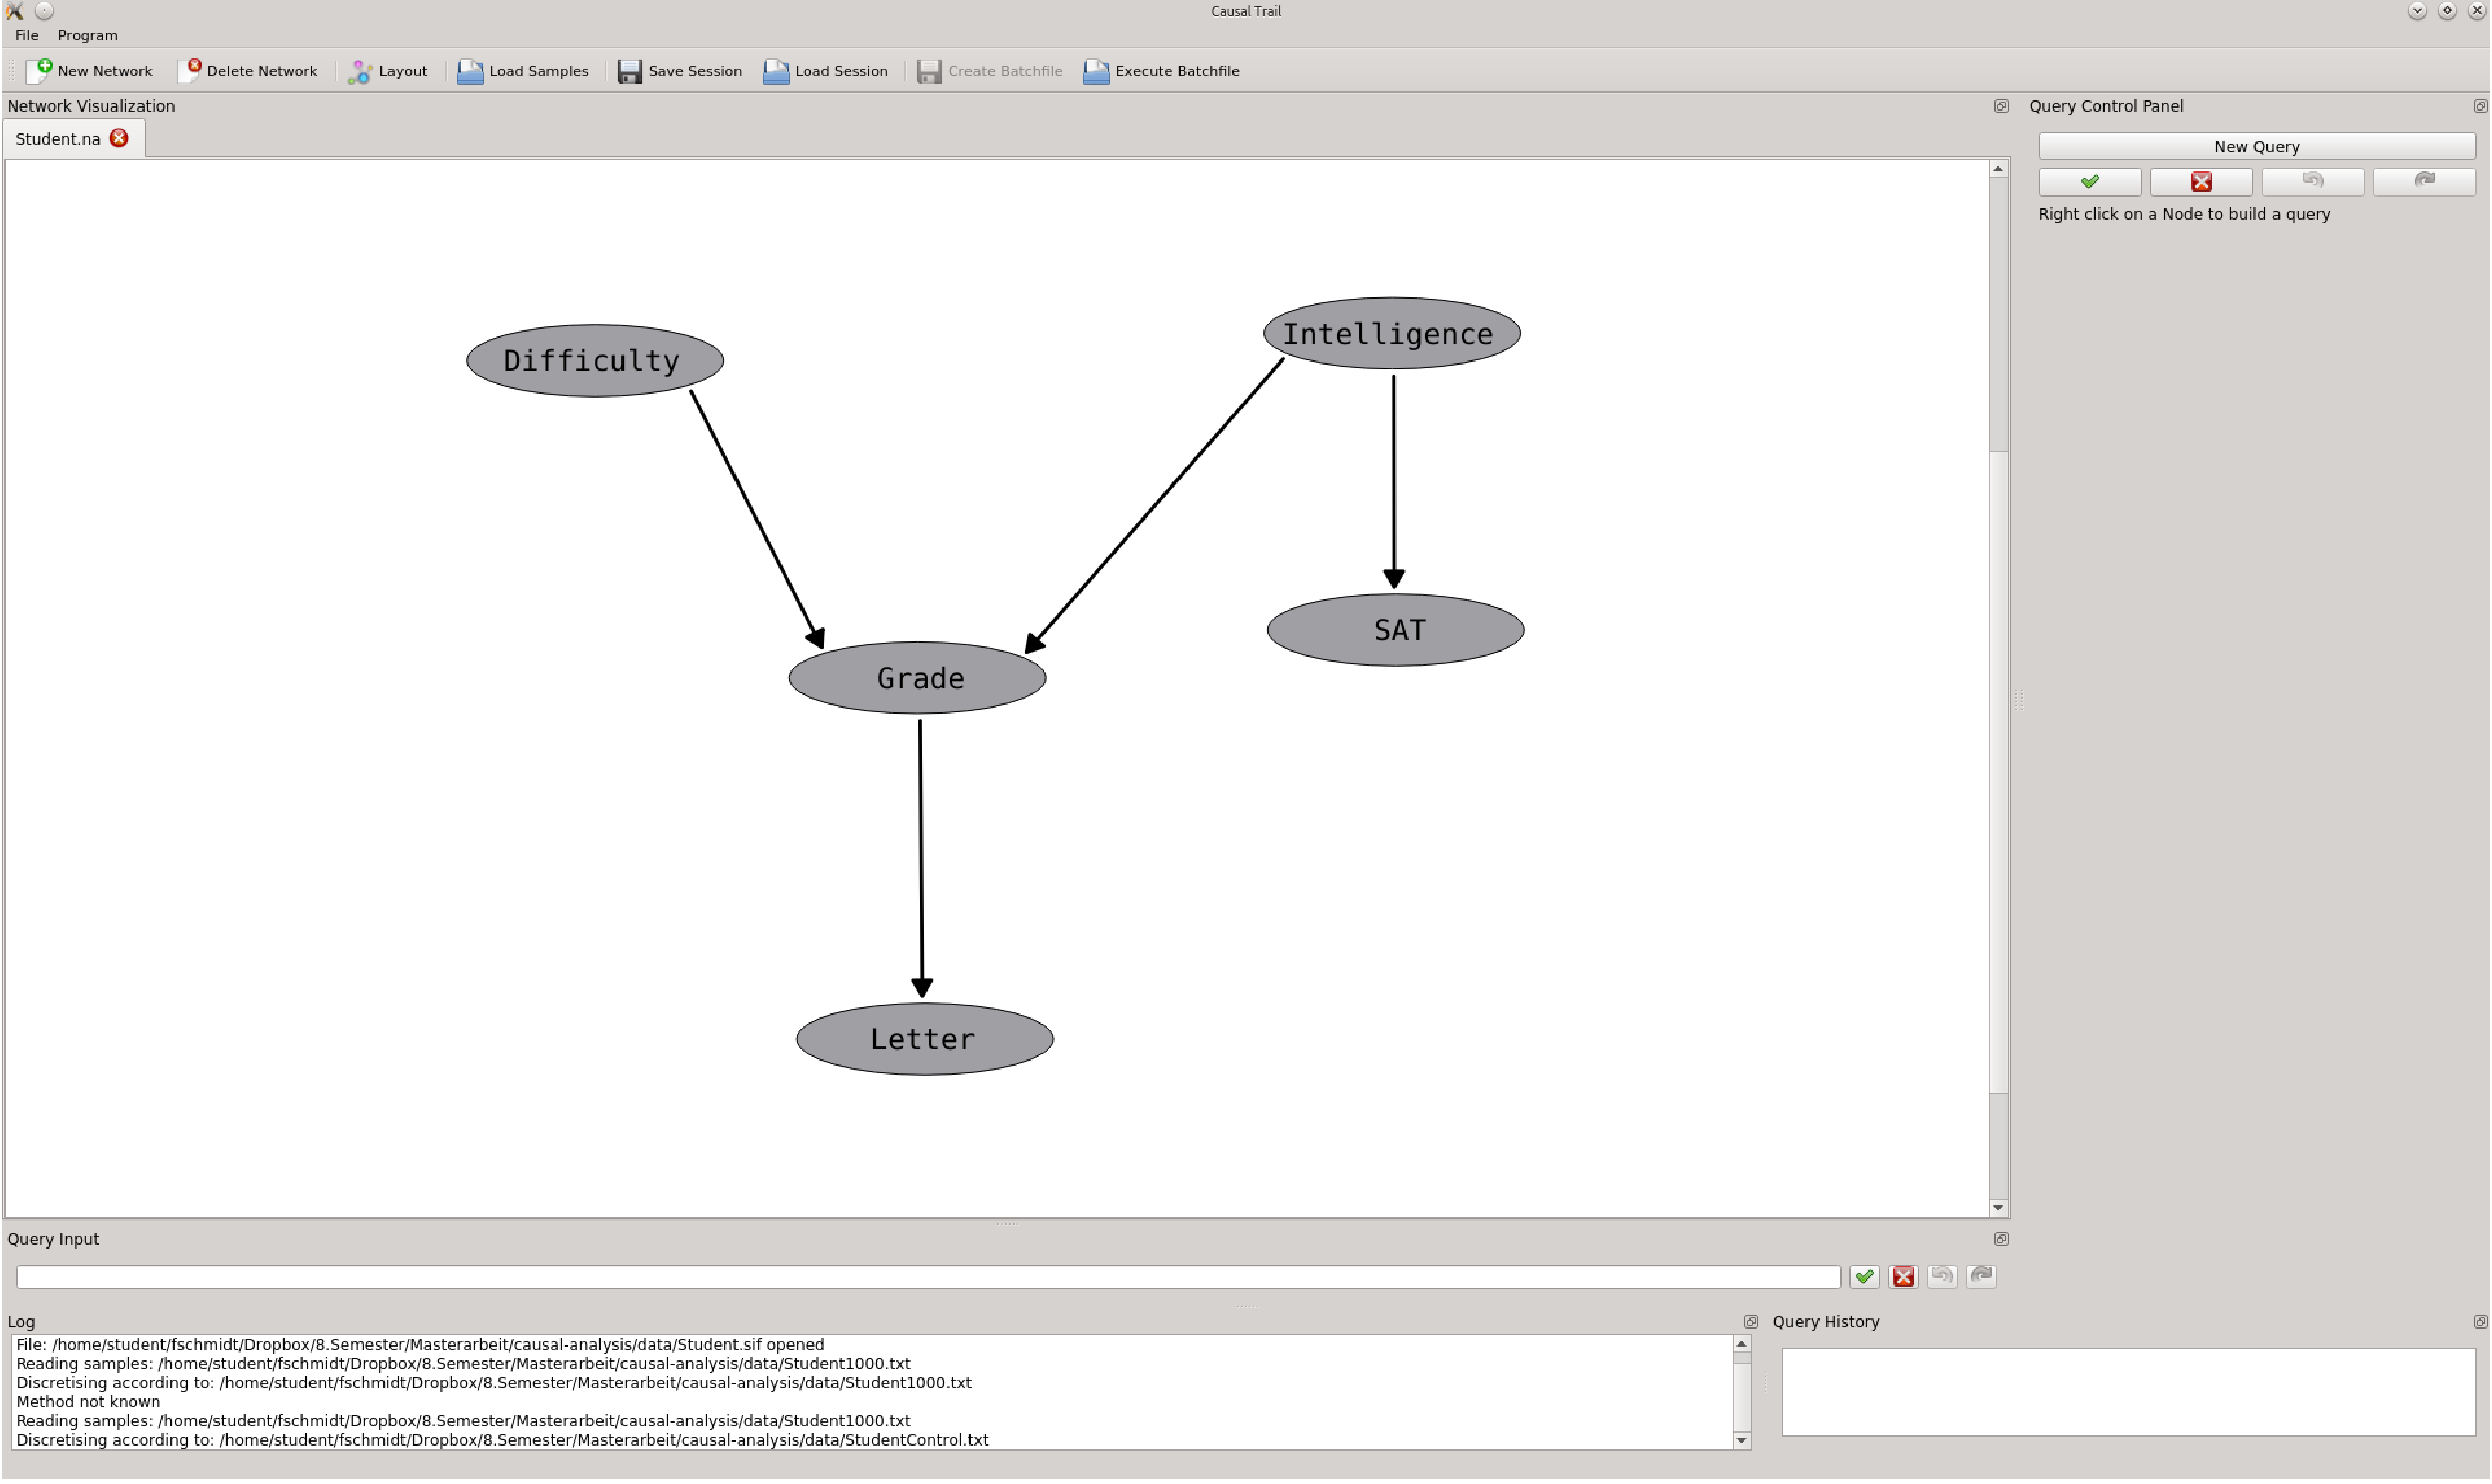 Causal Trail
File Program
New Network Delete Network Layout Load Samples Save Session Load Session Create Batchfile Execute Batchfile
Network Visualization
Query Control Panel
Student.na
New Query
Right click on a Node to build a query
Difficulty
Intelligence
SAT
Grade
Letter
Query Input
Log
File: /home/student/fschmidt/Dropbox/8.Semester/Masterarbeit/causal-analysis/data/Student.sif opened
Reading samples: /home/student/fschmidt/Dropbox/8.Semester/Masterarbeit/causal-analysis/data/Student1000.txt
Discretising according to: /home/student/fschmidt/Dropbox/8.Semester/Masterarbeit/causal-analysis/data/Student1000.txt
Method not known
Reading samples: /home/student/fschmidt/Dropbox/8.Semester/Masterarbeit/causal-analysis/data/Student1000.txt
Discretising according to: /home/student/fschmidt/Dropbox/8.Semester/Masterarbeit/causal-analysis/data/StudentControl.txt
Query History